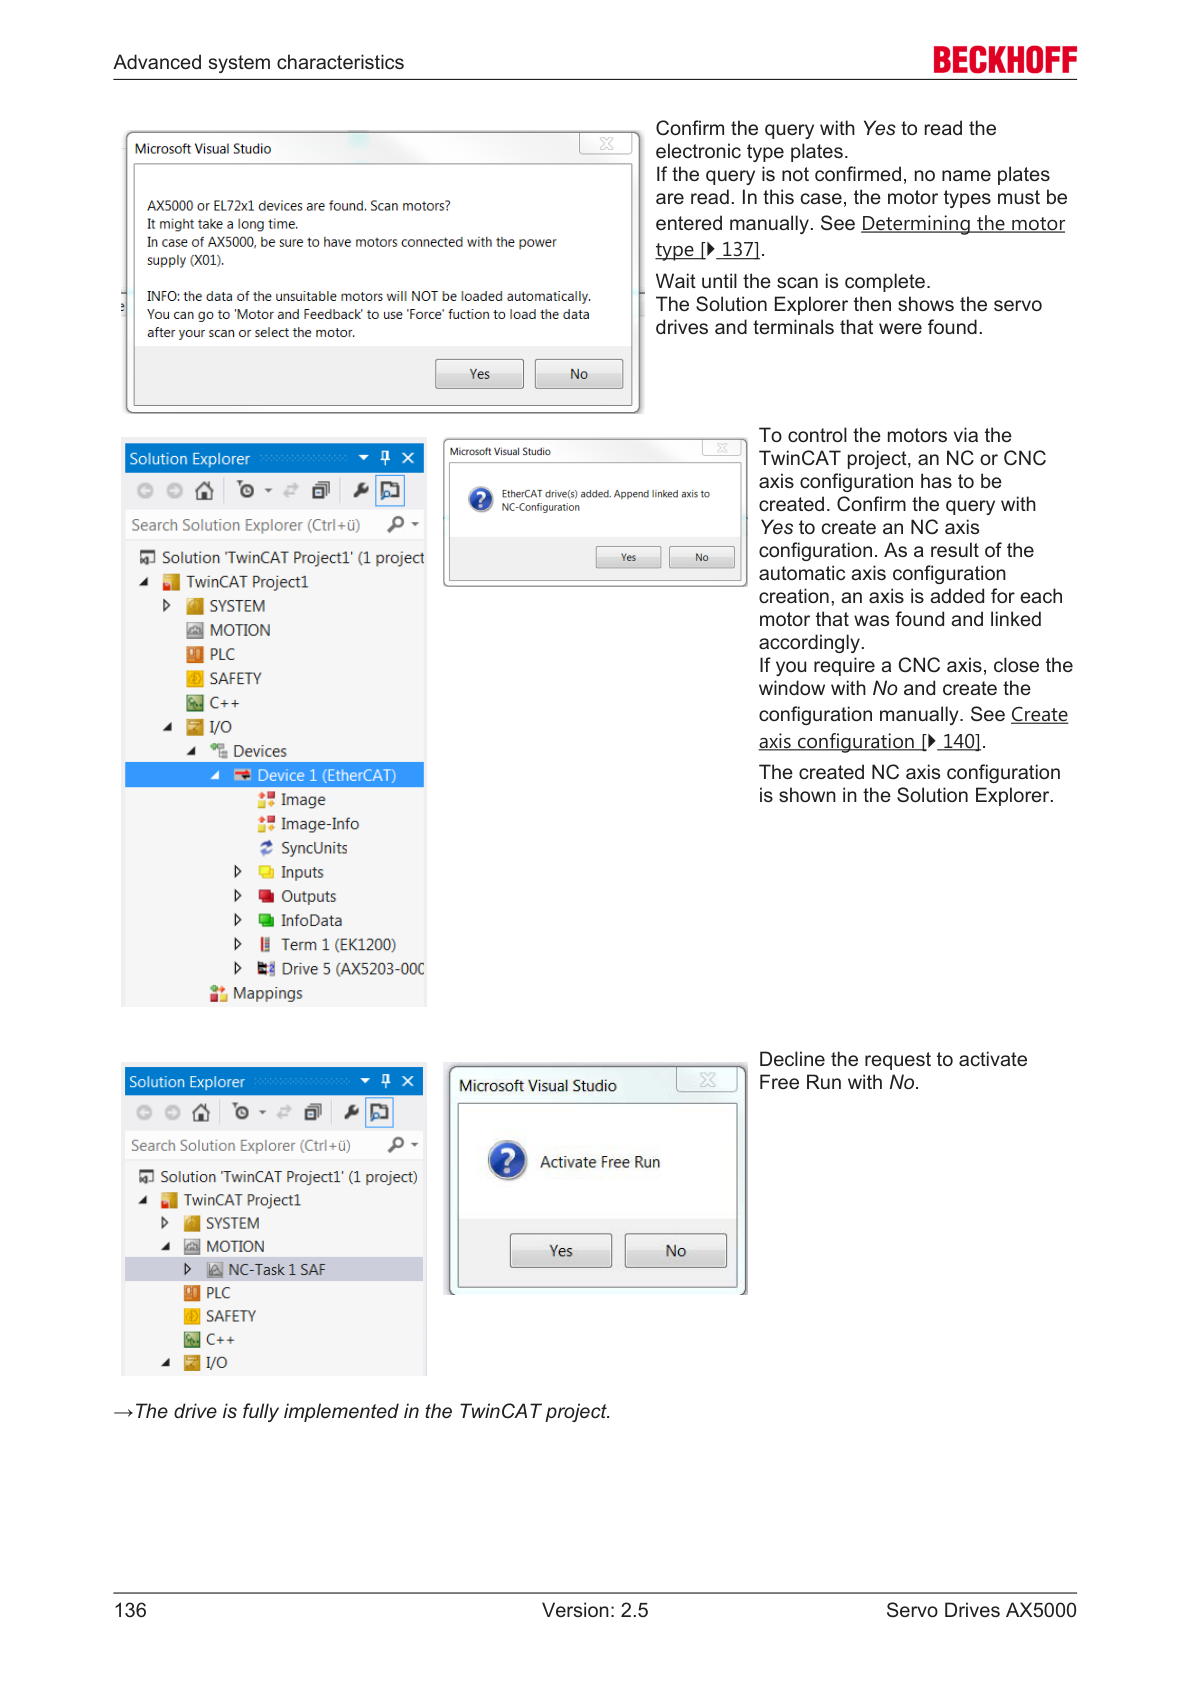 Advanced system characteristics
BECKHOFF
Microsoft Visual Studio
AX5000 or EL72x1 devices are found. Scan motors?
It might take a long time.
In case of AX5000, be sure to have motors connected with the power
supply (X01).
INFO: the data of the unsuitable motors will NOT be loaded automatically.
You can go to 'Motor and Feedback' to use 'Force' fuction to load the data
after your scan or select the motor.
Yes
No
Confirm the query with Yes to read the
electronic type plates.
If the query is not confirmed, no name plates
are read. In this case, the motor types must be
entered manually. See Determining the motor
type [▶ 137].
Wait until the scan is complete.
The Solution Explorer then shows the servo
drives and terminals that were found.
Solution Explorer
Search Solution Explorer (Ctrl+ü)
Solution 'TwinCAT Project1' (1 project
TwinCAT Project1
SYSTEM
MOTION
PLC
SAFETY
C++
I/O
Devices
Device 1 (EtherCAT)
Image
Image-Info
SyncUnits
Inputs
Outputs
InfoData
Term 1 (EK1200)
Drive 5 (AX5203-000
Mappings
Microsoft Visual Studio
EtherCAT drive(s) added. Append linked axis to
NC-Configuration
Yes
No
To control the motors via the
TwinCAT project, an NC or CNC
axis configuration has to be
created. Confirm the query with
Yes to create an NC axis
configuration. As a result of the
automatic axis configuration
creation, an axis is added for each
motor that was found and linked
accordingly.
If you require a CNC axis, close the
window with No and create the
configuration manually. See Create
axis configuration [▶ 140].
The created NC axis configuration
is shown in the Solution Explorer.
Solution Explorer
Search Solution Explorer (Ctrl+ü)
Solution 'TwinCAT Project1' (1 project)
TwinCAT Project1
SYSTEM
MOTION
NC-Task 1 SAF
PLC
SAFETY
C++
I/O
Microsoft Visual Studio
Activate Free Run
Yes
No
Decline the request to activate
Free Run with No.
→The drive is fully implemented in the TwinCAT project.
136
Version: 2.5
Servo Drives AX5000